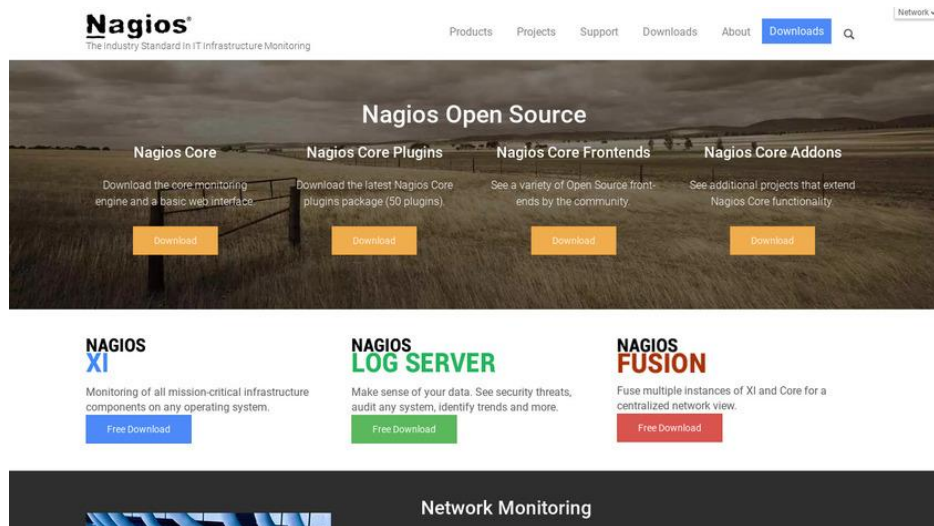 Network
Nagios®
The Industry Standard In IT Infrastructure Monitoring
Products Projects Support Downloads About Downloads
Nagios Open Source
Nagios Core
Download the core monitoring
engine and a basic web interface.
Download
Nagios Core Plugins
Download the latest Nagios Core
plugins package (50 plugins).
Download
Nagios Core Frontends
See a variety of Open Source front-
ends by the community.
Download
Nagios Core Addons
See additional projects that extend
Nagios Core functionality.
Download
NAGIOS
XI
Monitoring of all mission-critical infrastructure
components on any operating system.
Free Download
NAGIOS
LOG SERVER
Make sense of your data. See security threats,
audit any system, identify trends and more.
Free Download
NAGIOS
FUSION
Fuse multiple instances of XI and Core for a
centralized network view.
Free Download
Network Monitoring